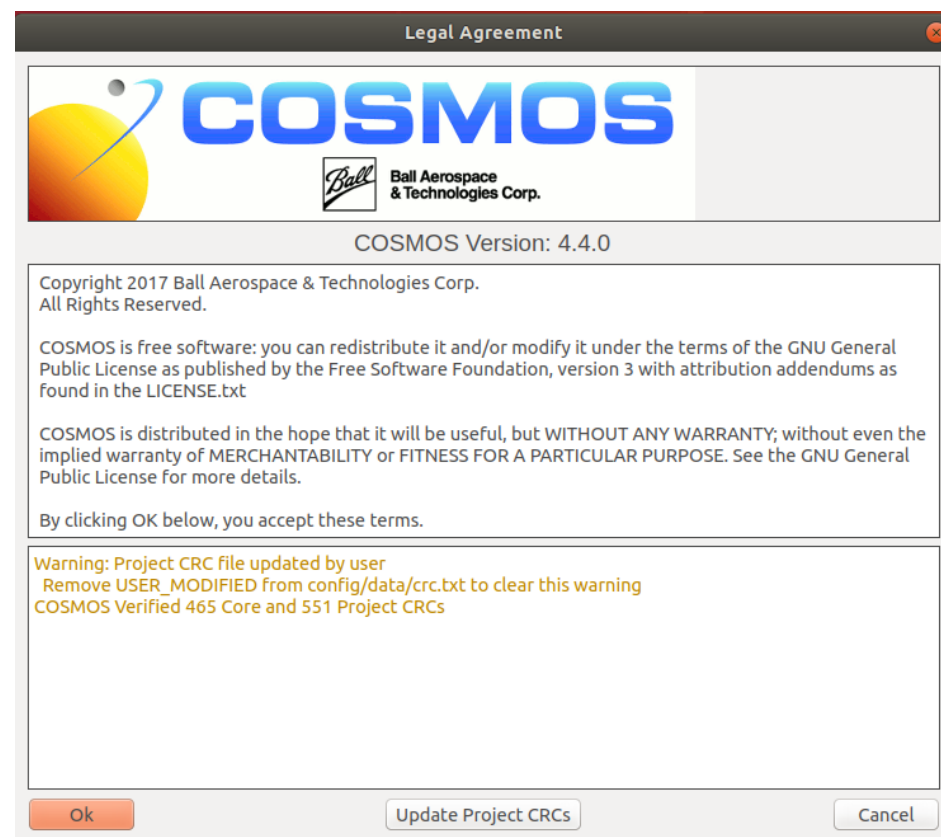 Legal Agreement
COSMOS
Ball
Ball Aerospace
& Technologies Corp.
COSMOS Version: 4.4.0
Copyright 2017 Ball Aerospace & Technologies Corp.
All Rights Reserved.
COSMOS is free software: you can redistribute it and/or modify it under the terms of the GNU General
Public License as published by the Free Software Foundation, version 3 with attribution addendums as
found in the LICENSE.txt
COSMOS is distributed in the hope that it will be useful, but WITHOUT ANY WARRANTY; without even the
implied warranty of MERCHANTABILITY or FITNESS FOR A PARTICULAR PURPOSE. See the GNU General
Public License for more details.
By clicking OK below, you accept these terms.
Warning: Project CRC file updated by user
Remove USER_MODIFIED from config/data/crc.txt to clear this warning
COSMOS Verified 465 Core and 551 Project CRCs
Ok
Update Project CRCs
Cancel